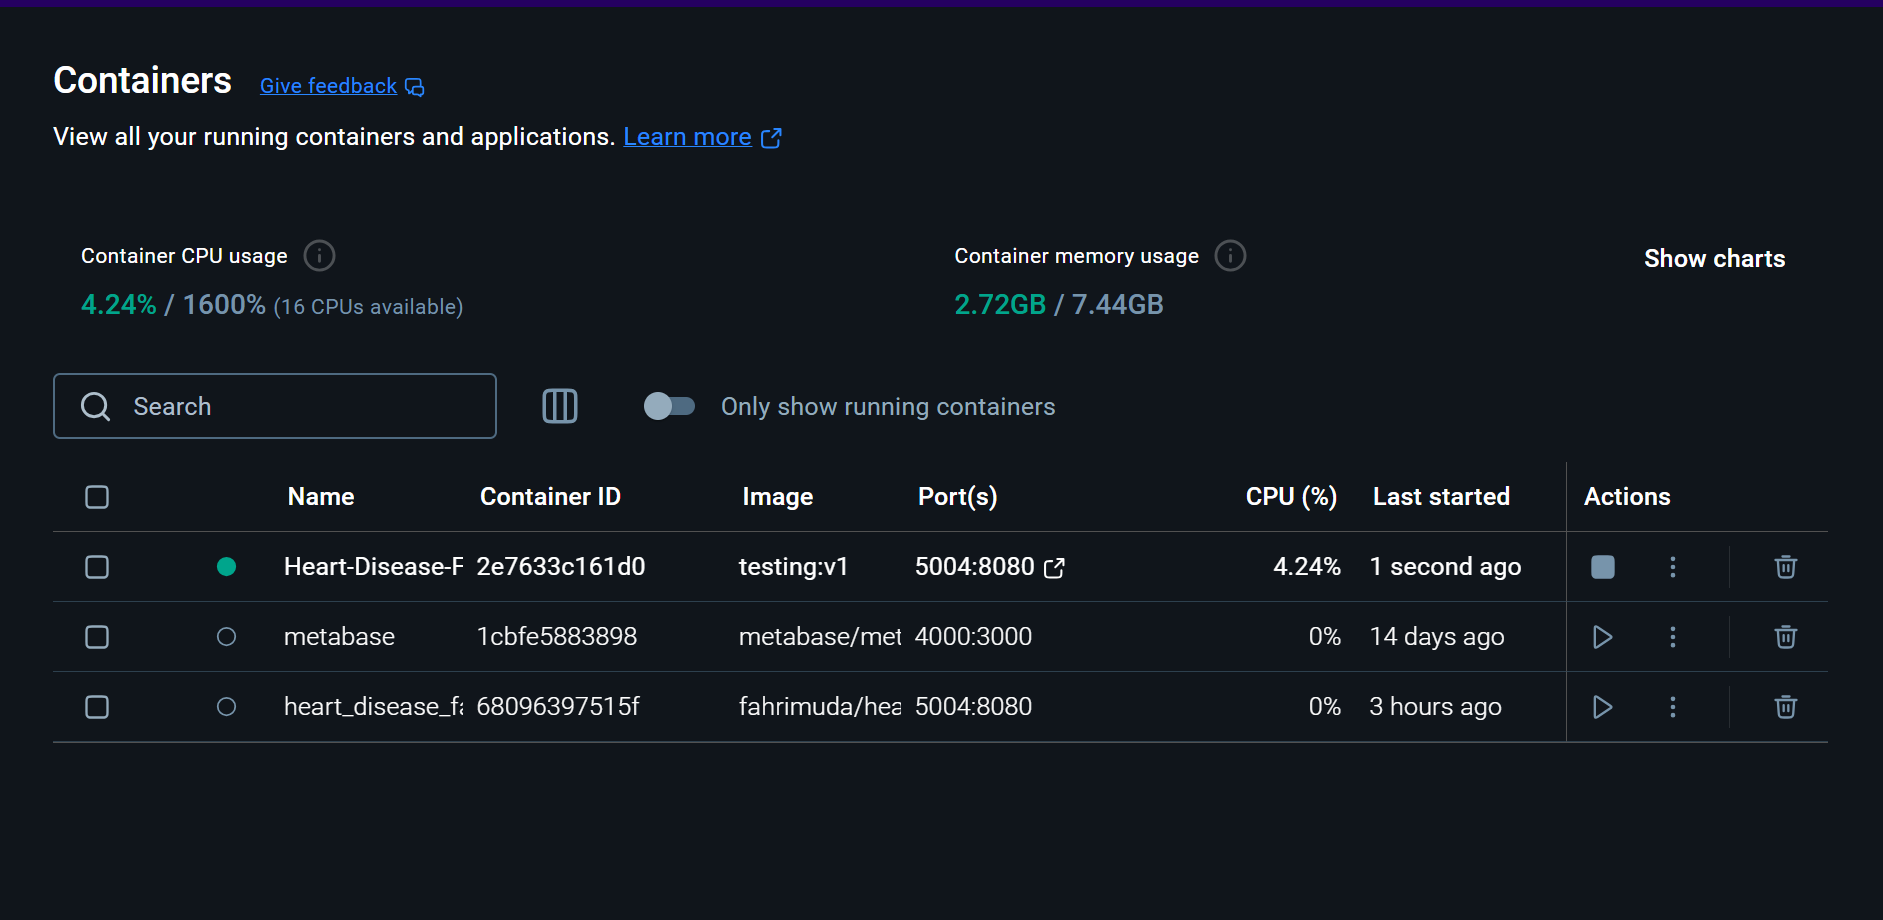 Containers Give feedback
View all your running containers and applications. Learn more
Container CPU usage
4.24% / 1600% (16 CPUs available)
Container memory usage
2.72GB / 7.44GB
Show charts
Search
Only show running containers
Name Container ID Image Port(s) CPU (%) Last started Actions
Heart-Disease-F 2e7633c161d0 testing:v1 5004:8080 4.24% 1 second ago
metabase 1cbfe5883898 metabase/met 4000:3000 0% 14 days ago
heart_disease_fa 68096397515f fahrimuda/hea 5004:8080 0% 3 hours ago